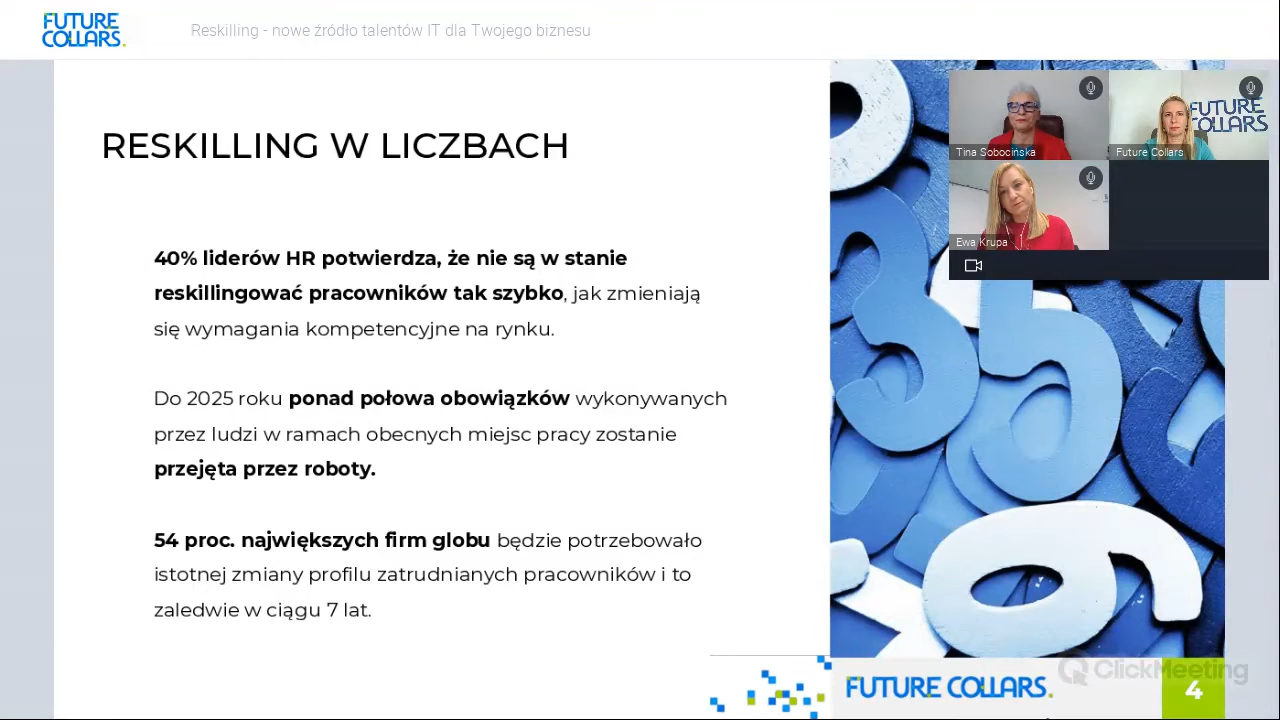 FUTURE
COLLARS.
Reskilling - nowe źródło talentów IT dla Twojego biznesu
RESKILLING W LICZBACH
40% liderów HR potwierdza, że nie są w stanie
reskillingować pracowników tak szybko, jak zmieniają
się wymagania kompetencyjne na rynku.
Do 2025 roku ponad połowa obowiązków wykonywanych
przez ludzi w ramach obecnych miejsc pracy zostanie
przejęta przez roboty.
54 proc. największych firm globu będzie potrzebowało
istotnej zmiany profilu zatrudnianych pracowników i to
zaledwie w ciągu 7 lat.
Tina Sobocińska
FUTURE
COLLARS
Future Collars
Ewa Krupa
FUTURE COLLARS.
ClickMeeting
4